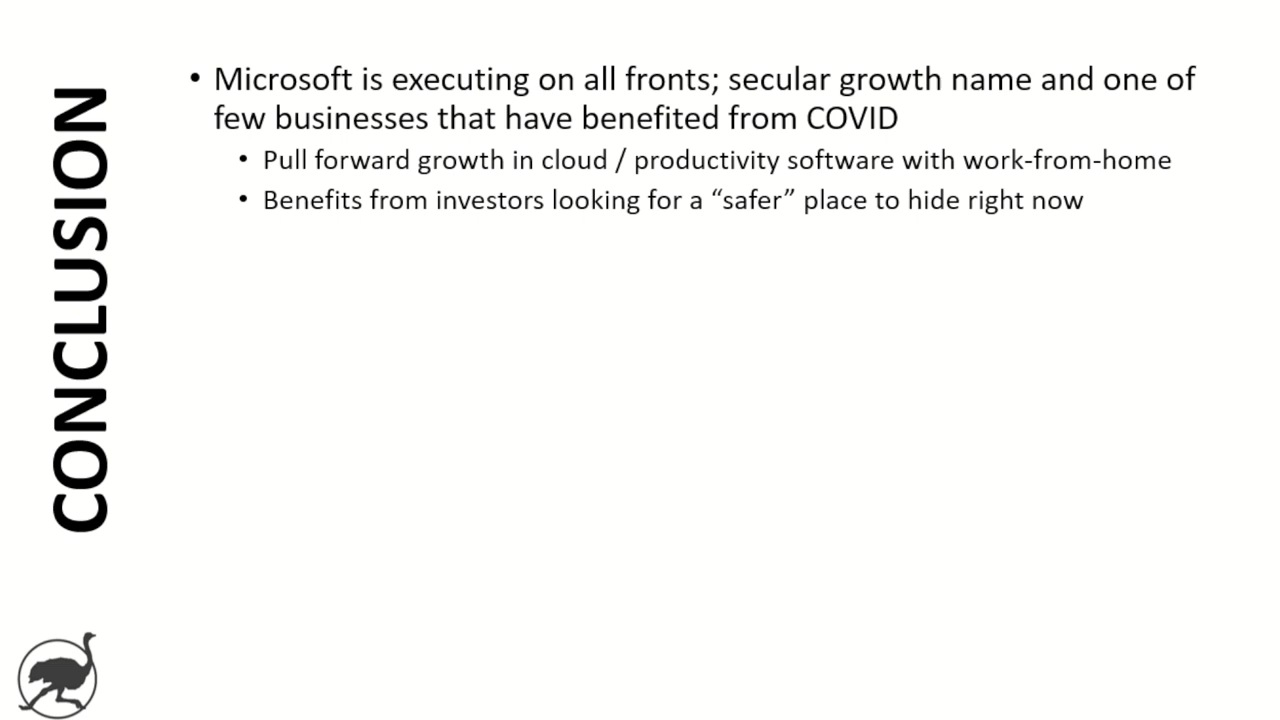 CONCLUSION
• Microsoft is executing on all fronts; secular growth name and one of
few businesses that have benefited from COVID
• Pull forward growth in cloud / productivity software with work-from-home
• Benefits from investors looking for a “safer” place to hide right now